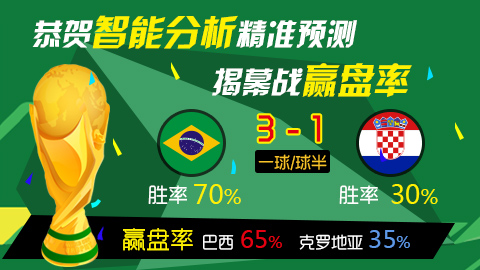 恭贺智能分析精准预测
揭幕战赢盘率
3 - 1
一球/球半
胜率 70% 胜率 30%
赢盘率 巴西 65% 克罗地亚 35%